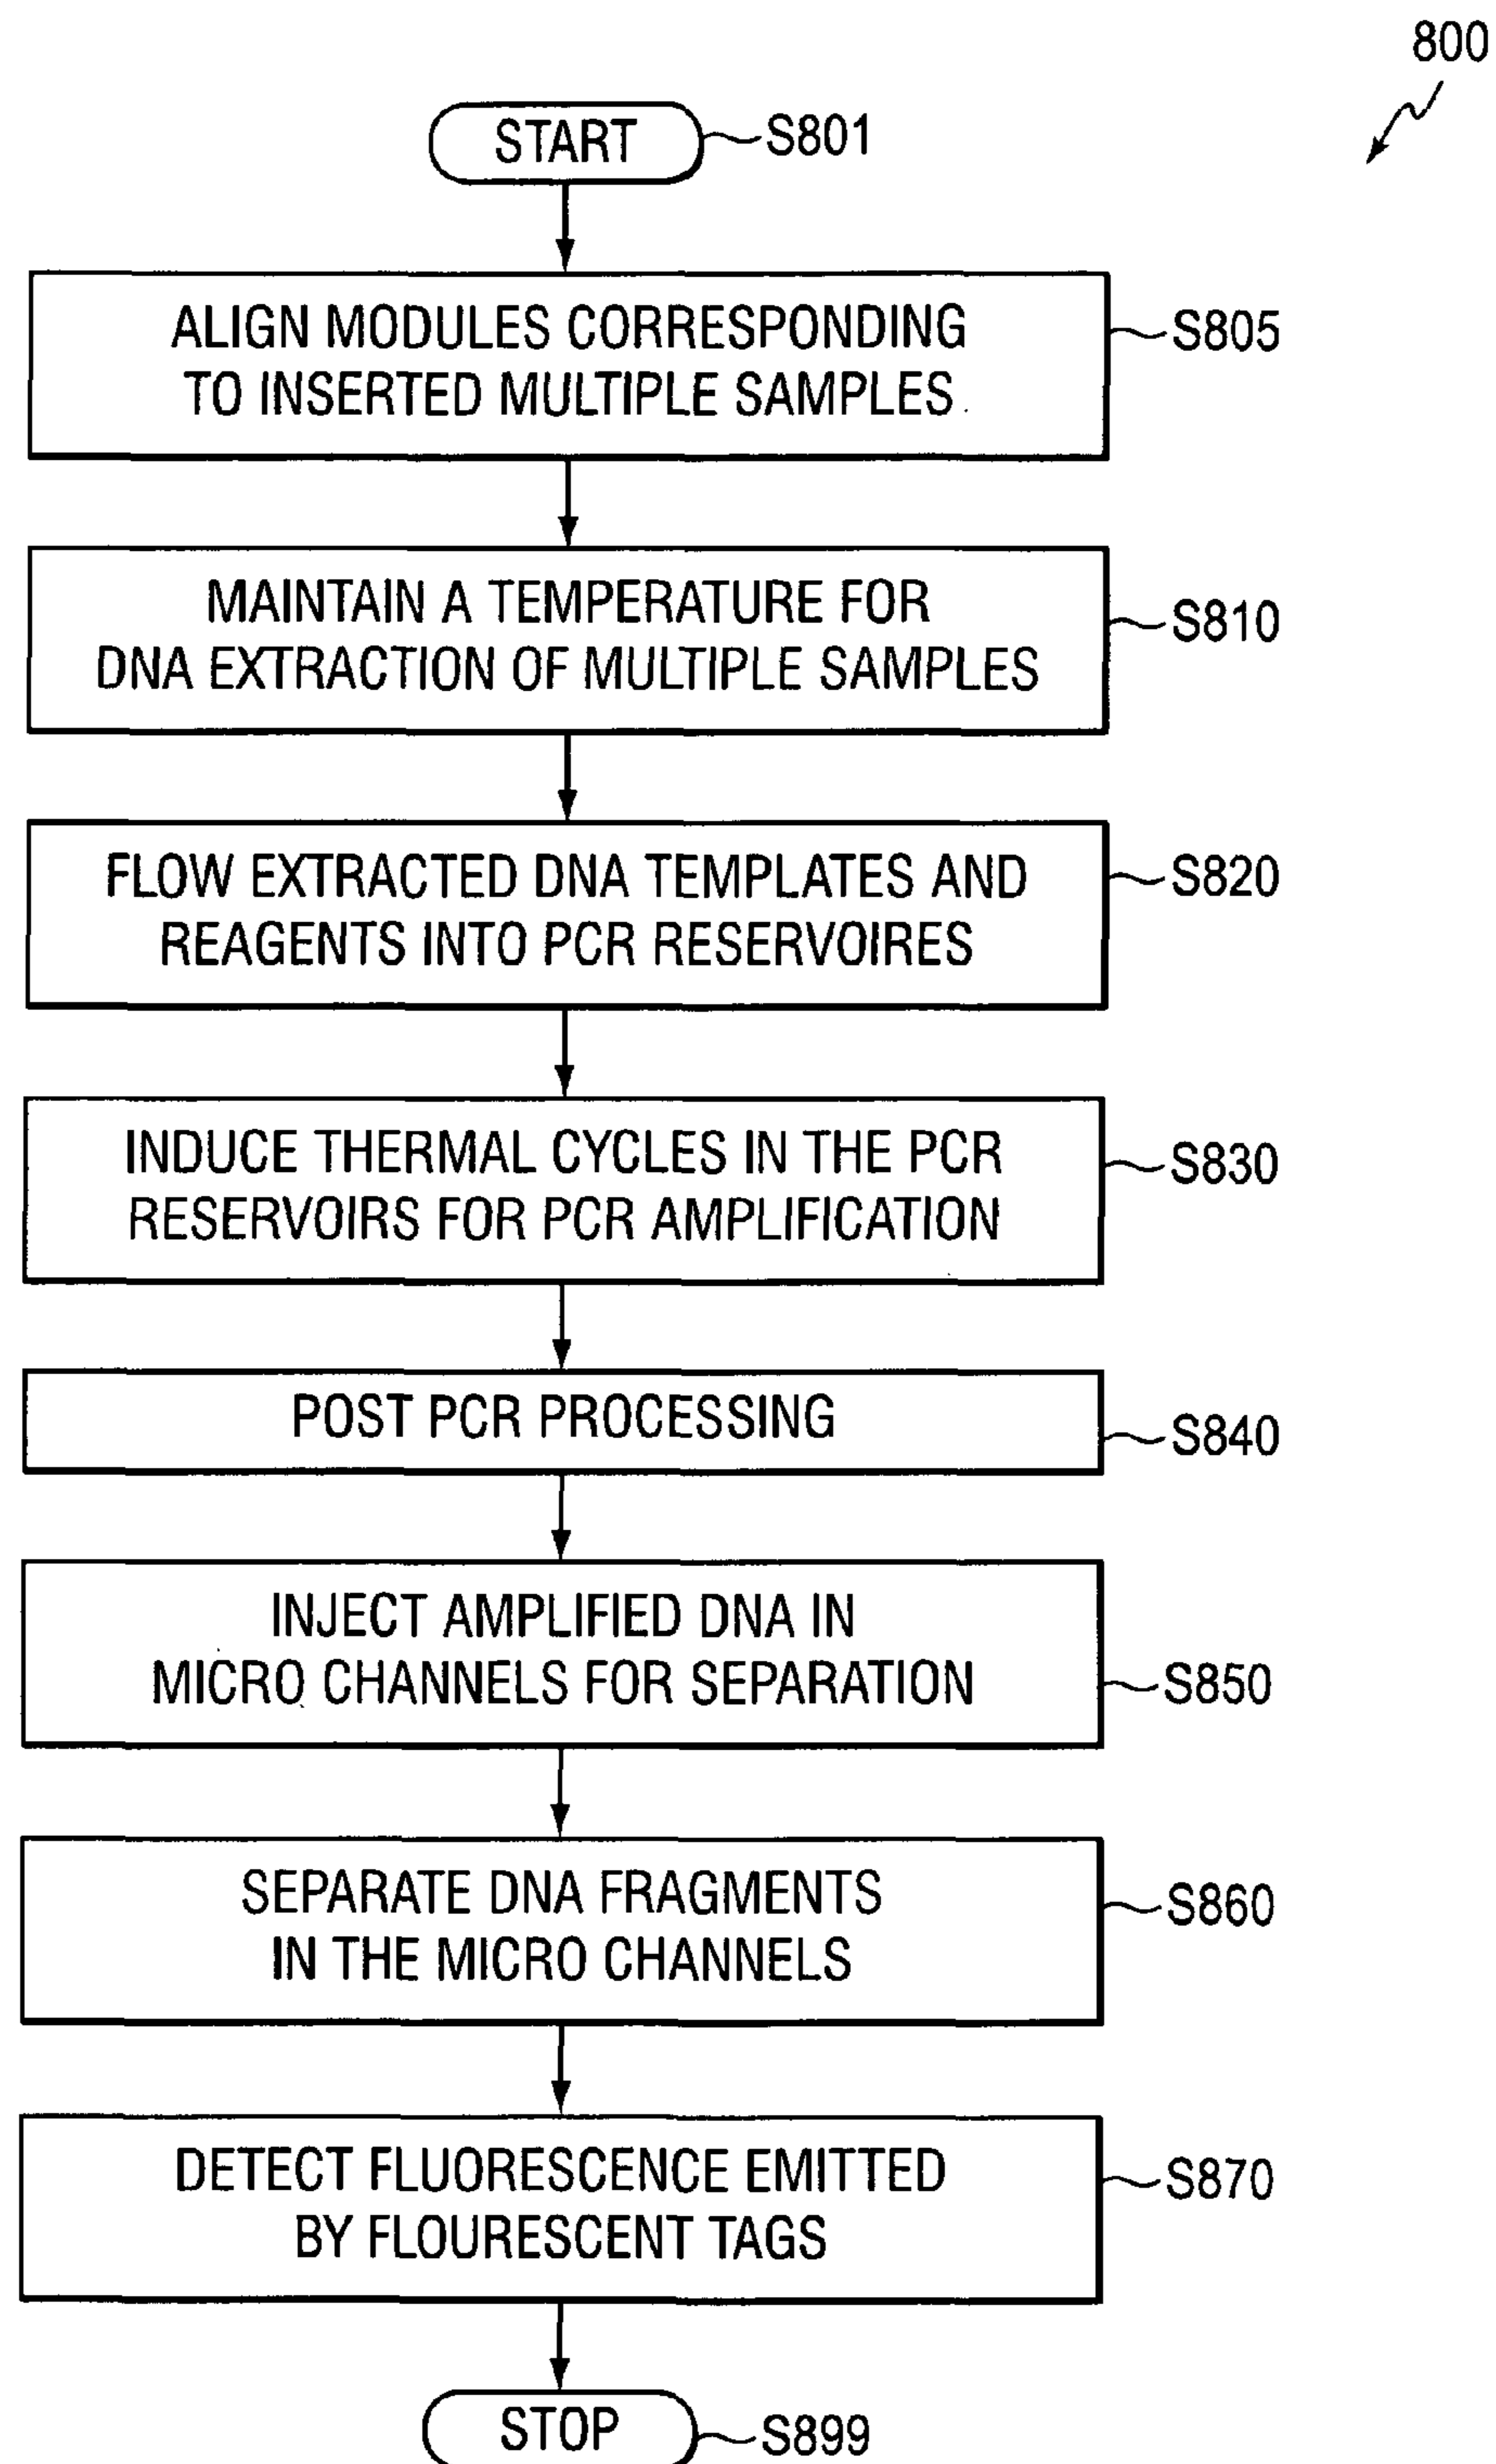 800
START
S801
ALIGN MODULES CORRESPONDING
TO INSERTED MULTIPLE SAMPLES
S805
MAINTAIN A TEMPERATURE FOR
DNA EXTRACTION OF MULTIPLE SAMPLES
S810
FLOW EXTRACTED DNA TEMPLATES AND
REAGENTS INTO PCR RESERVOIRES
S820
INDUCE THERMAL CYCLES IN THE PCR
RESERVOIRS FOR PCR AMPLIFICATION
S830
POST PCR PROCESSING
S840
INJECT AMPLIFIED DNA IN
MICRO CHANNELS FOR SEPARATION
S850
SEPARATE DNA FRAGMENTS
IN THE MICRO CHANNELS
S860
DETECT FLUORESCENCE EMITTED
BY FLOURESCENT TAGS
S870
STOP
S899